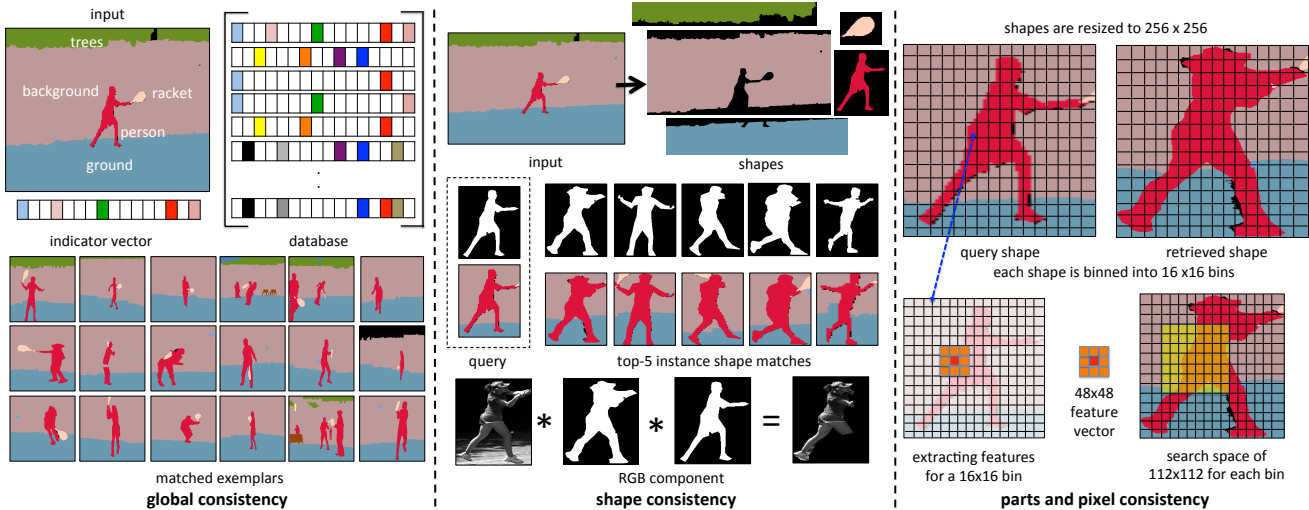 input
trees
background
racket
person
ground
indicator vector
database
matched exemplars
global consistency
input
shapes
query
top-5 instance shape matches
* * =
RGB component
shape consistency
shapes are resized to 256 x 256
query shape
retrieved shape
each shape is binned into 16 x16 bins
48x48
feature
vector
extracting features
for a 16x16 bin
search space of
112x112 for each bin
parts and pixel consistency